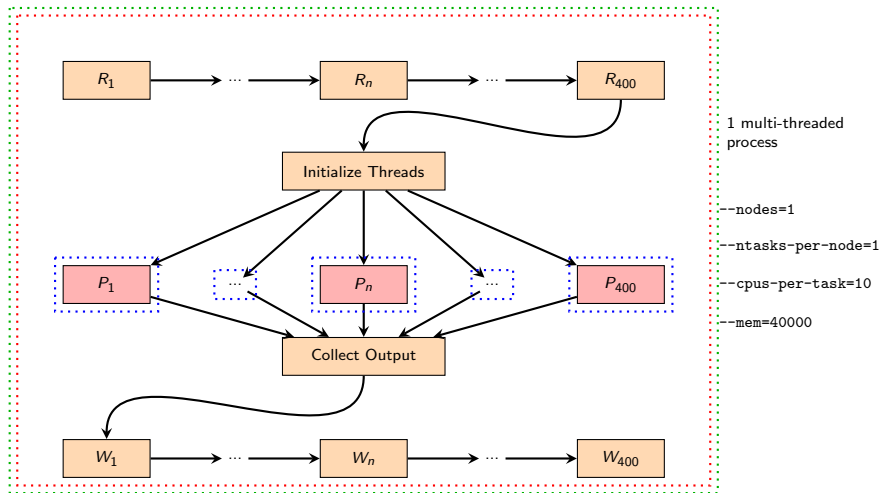 R1 ... Rn ... R400
1 multi-threaded
process
Initialize Threads
--nodes=1
--ntasks-per-node=1
P1 ... Pn ... P400
--cpus-per-task=10
--mem=40000
Collect Output
W1 ... Wn ... W400